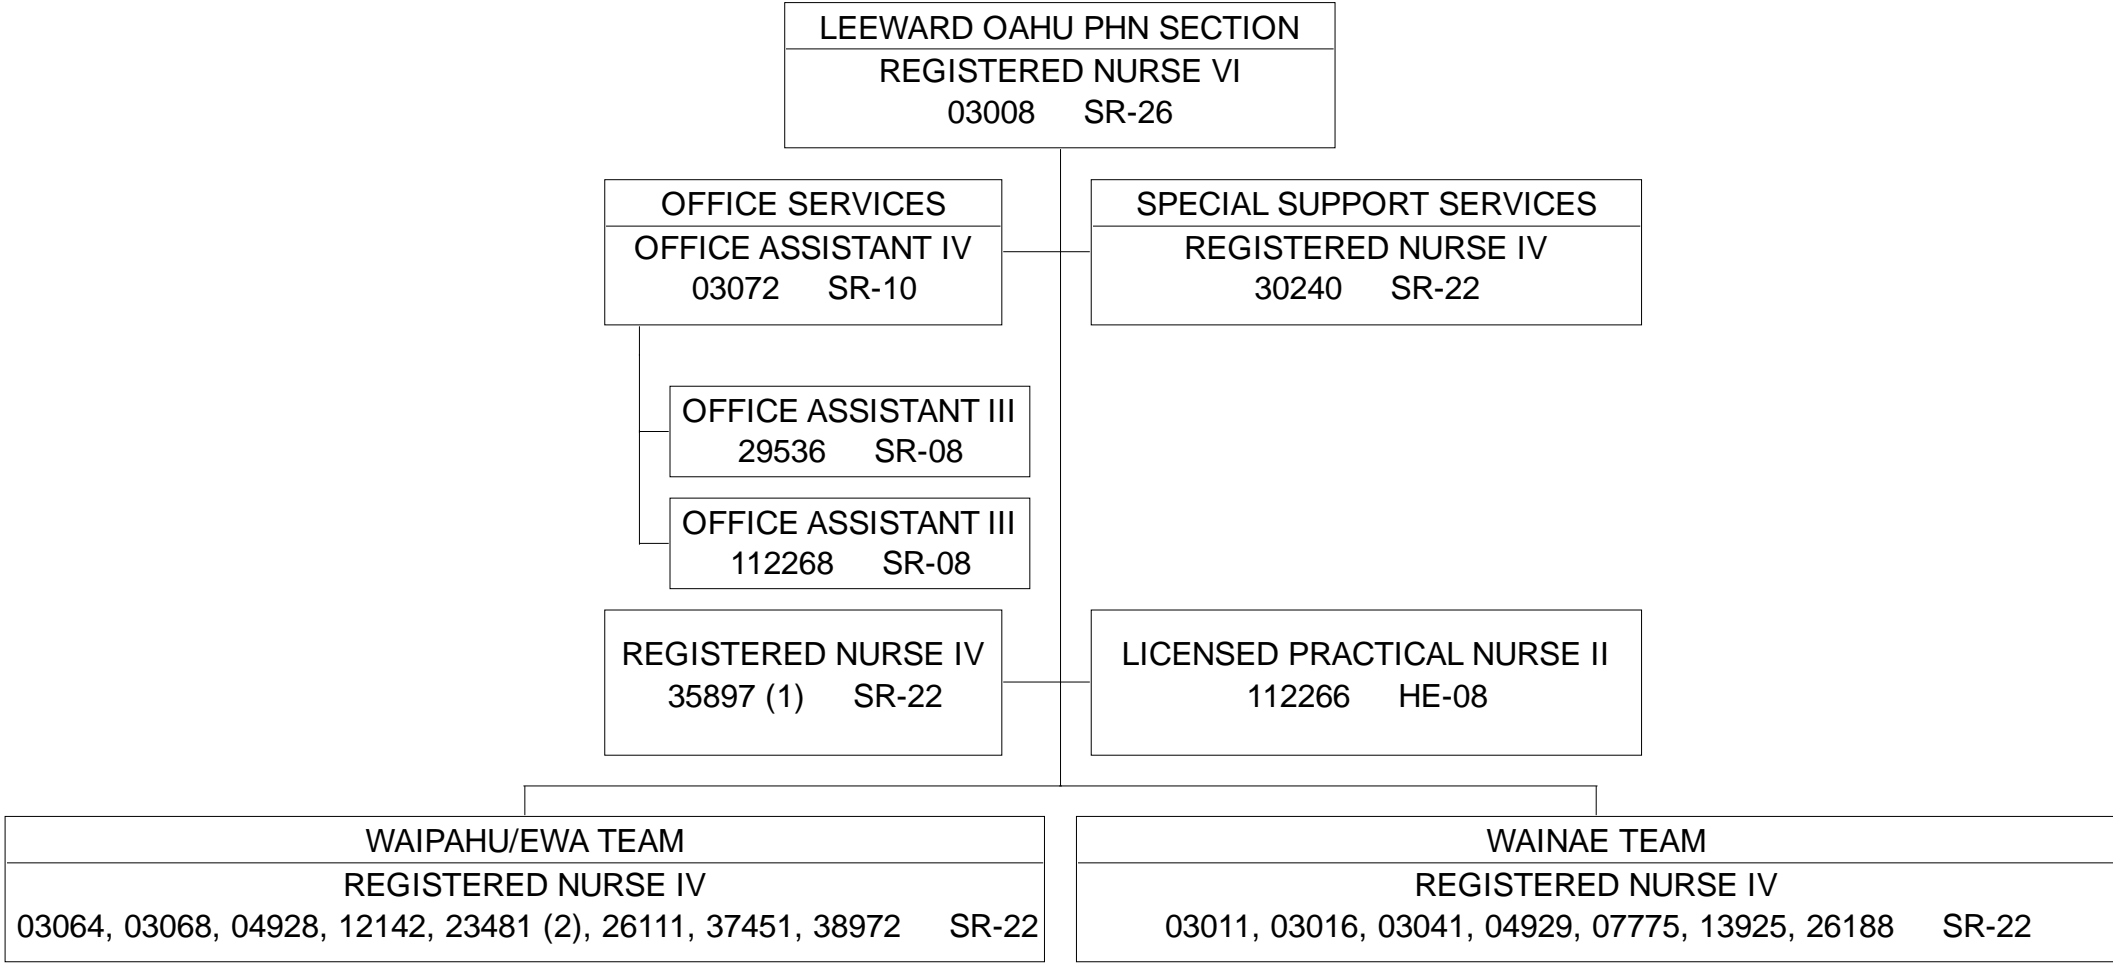 LEEWARD OAHU PHN SECTION
REGISTERED NURSE VI
03008 SR-26
OFFICE SERVICES
OFFICE ASSISTANT IV
03072 SR-10
SPECIAL SUPPORT SERVICES
REGISTERED NURSE IV
30240 SR-22
OFFICE ASSISTANT III
29536 SR-08
OFFICE ASSISTANT III
112268 SR-08
REGISTERED NURSE IV
35897 (1) SR-22
LICENSED PRACTICAL NURSE II
112266 HE-08
WAIPAHU/EWA TEAM
REGISTERED NURSE IV
03064, 03068, 04928, 12142, 23481 (2), 26111, 37451, 38972 SR-22
WAINAE TEAM
REGISTERED NURSE IV
03011, 03016, 03041, 04929, 07775, 13925, 26188 SR-22